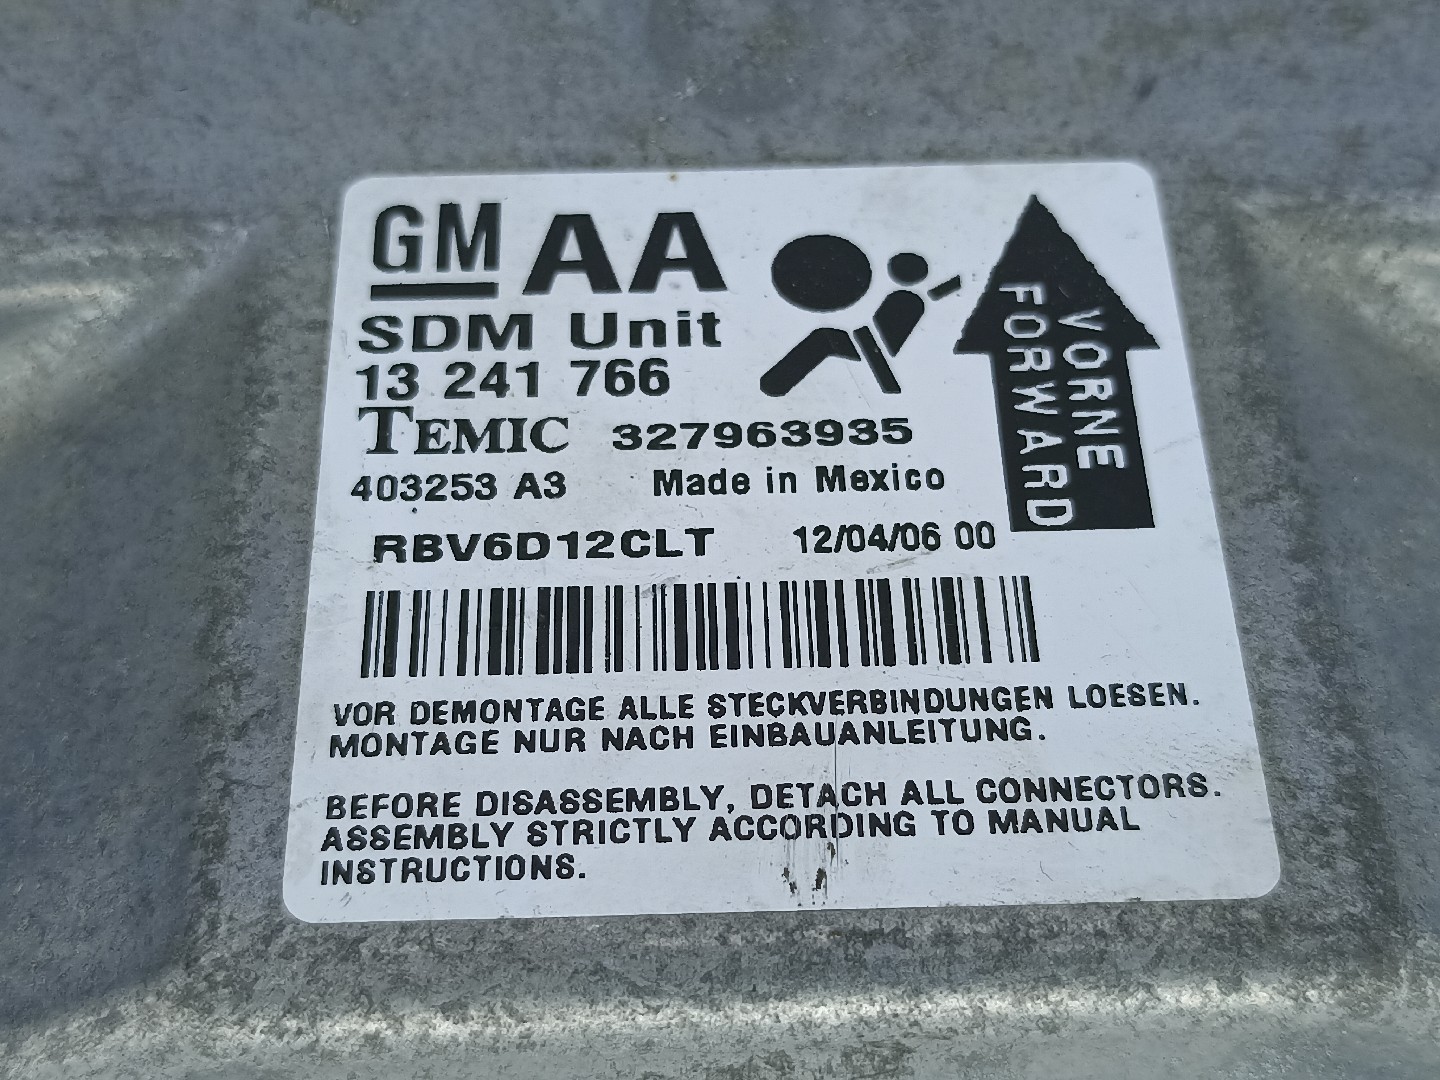 GM AA
SDM Unit
13 241 766
TEMIC 327963935
403253 A3 Made in Mexico
RBV6D12CLT 12/04/06 00
VORNE
FORWARD
VOR DEMONTAGE ALLE STECKVERBINDUNGEN LOESEN.
MONTAGE NUR NACH EINBAUANLEITUNG.
BEFORE DISASSEMBLY, DETACH ALL CONNECTORS.
ASSEMBLY STRICTLY ACCORDING TO MANUAL
INSTRUCTIONS.